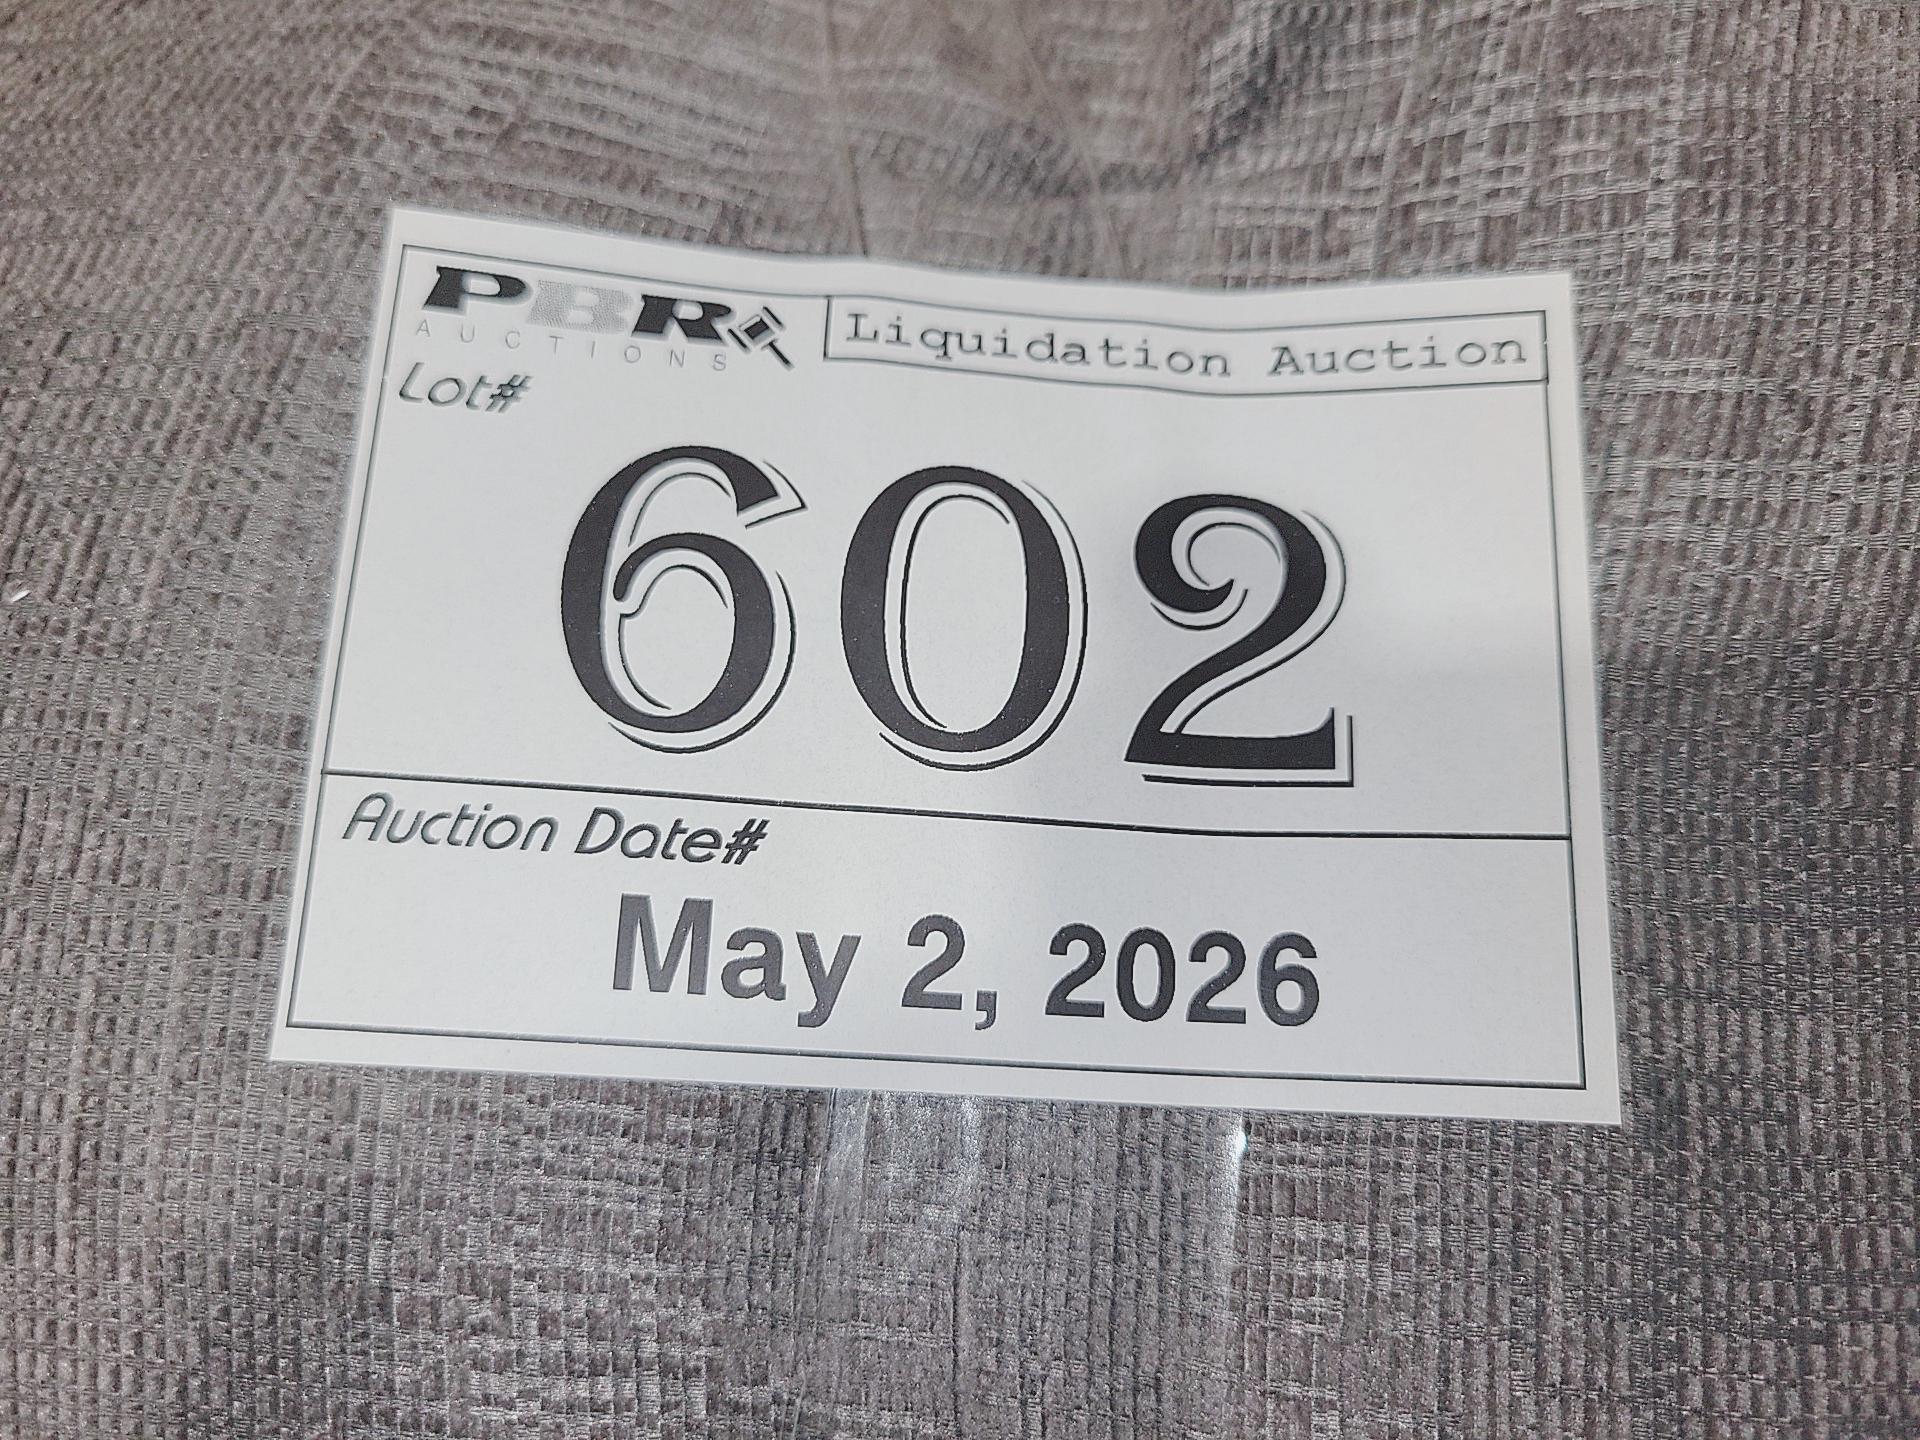 PBR
AUCTIONS
Liquidation Auction
Lot#
602
Auction Date#
May 2, 2026